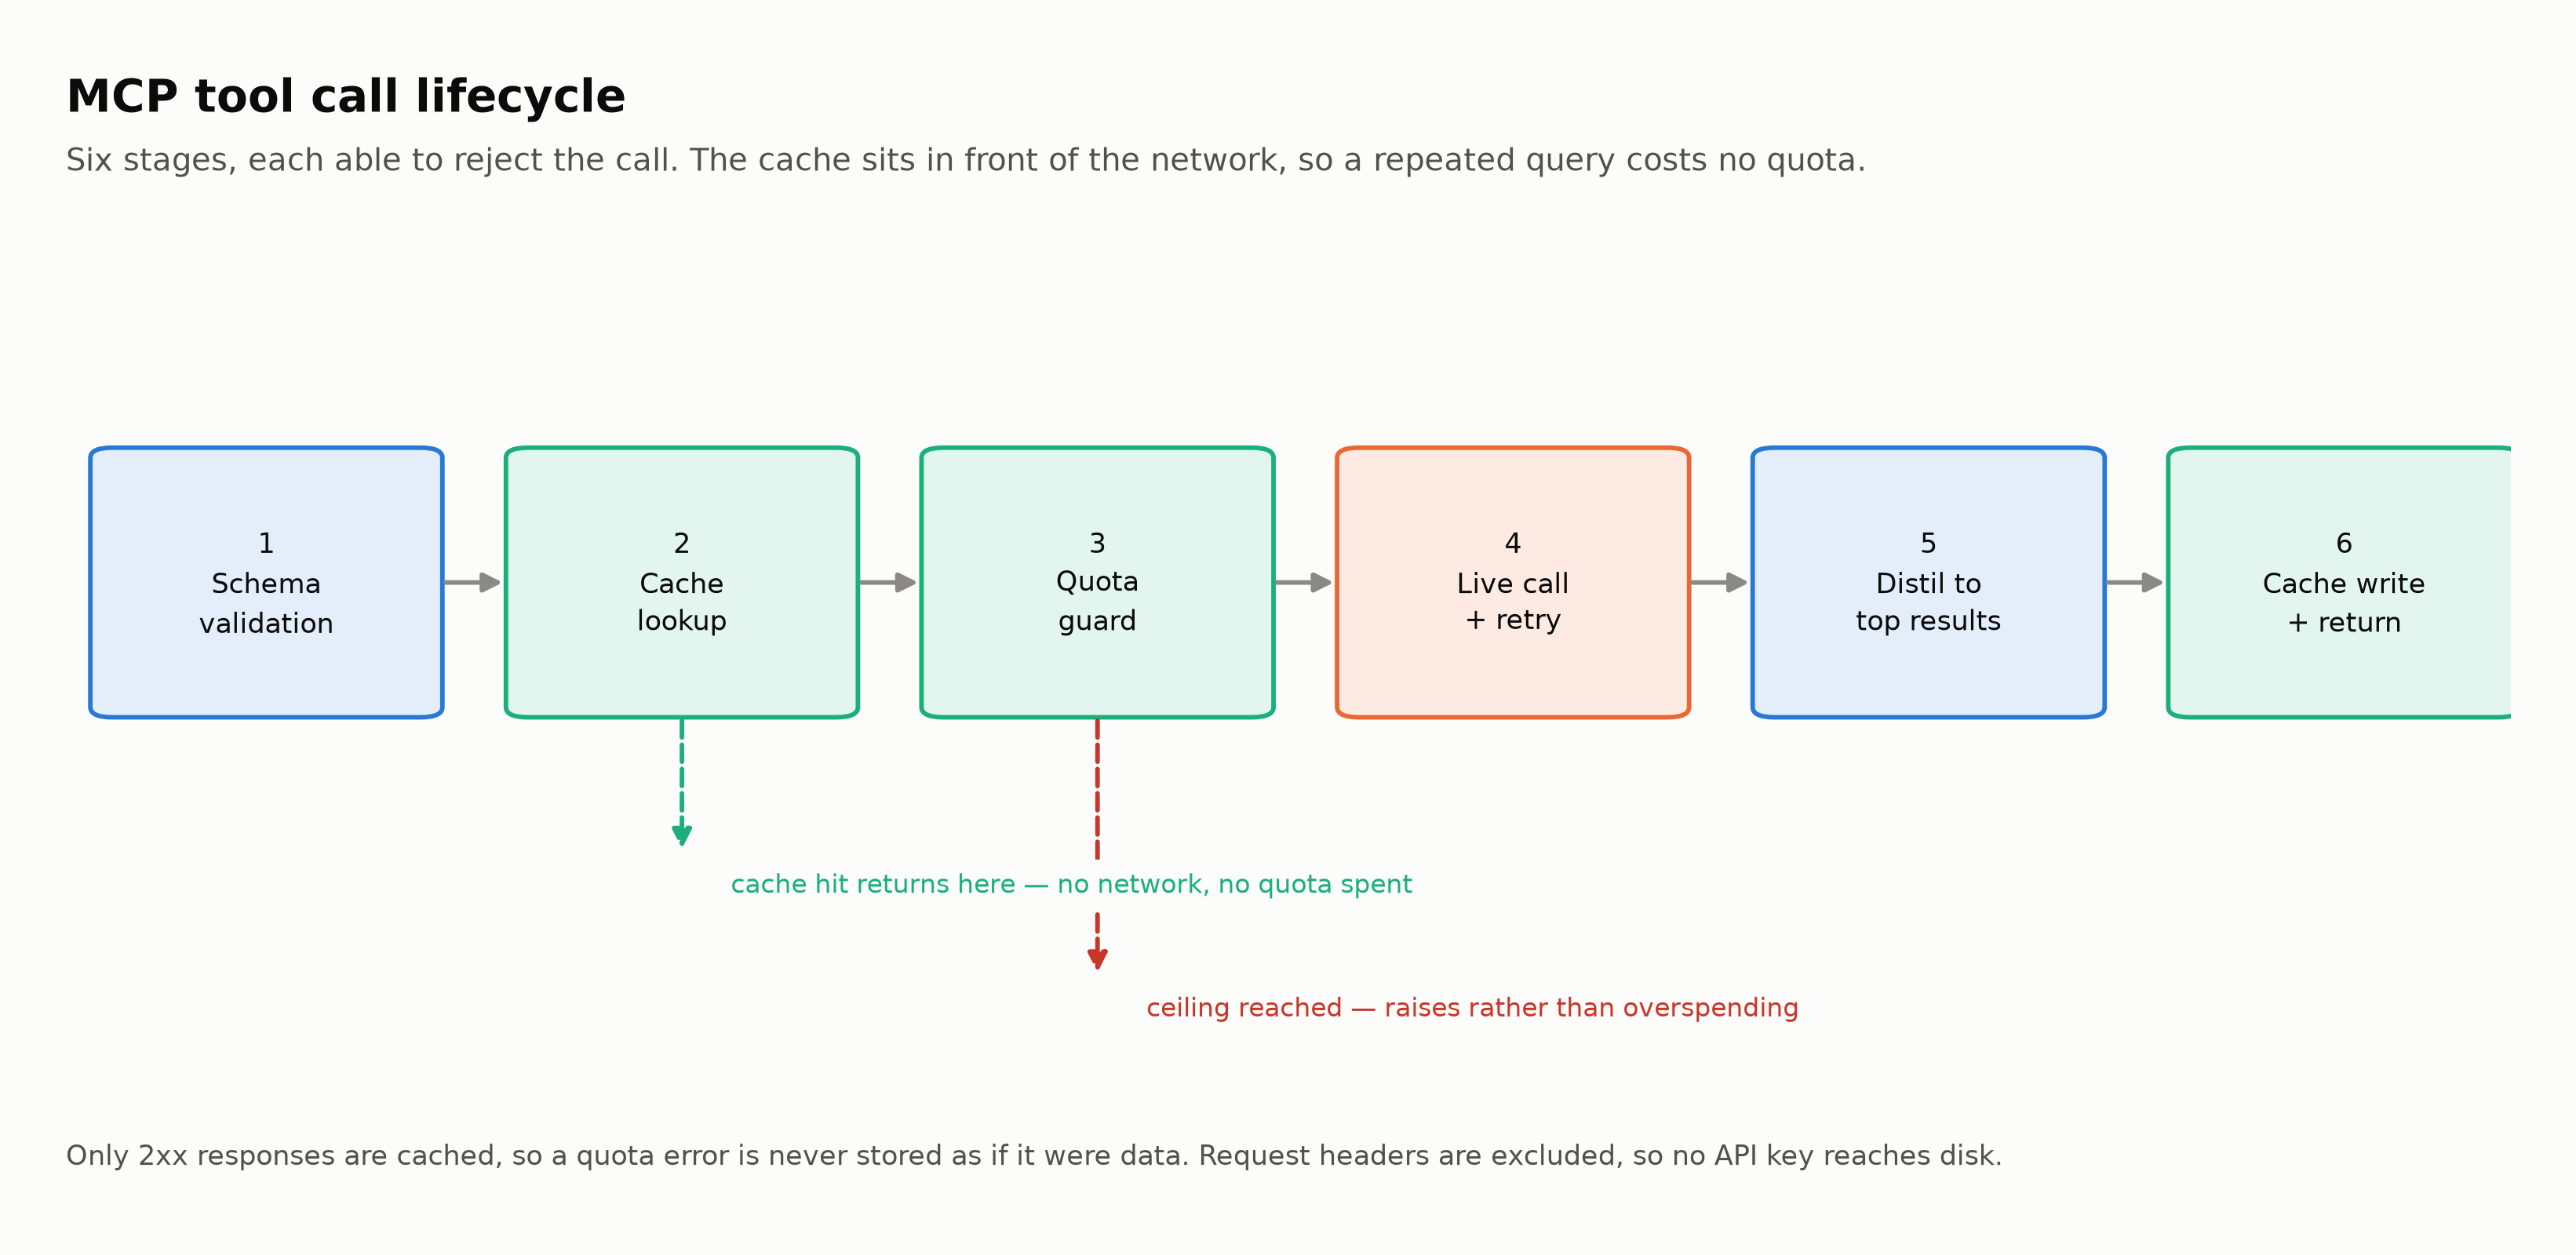 MCP tool call lifecycle
Six stages, each able to reject the call. The cache sits in front of the network, so a repeated query costs no quota.
1
Schema
validation
2
Cache
lookup
3
Quota
guard
4
Live call
+ retry
5
Distil to
top results
6
Cache write
+ return
cache hit returns here — no network, no quota spent
ceiling reached — raises rather than overspending
Only 2xx responses are cached, so a quota error is never stored as if it were data. Request headers are excluded, so no API key reaches disk.